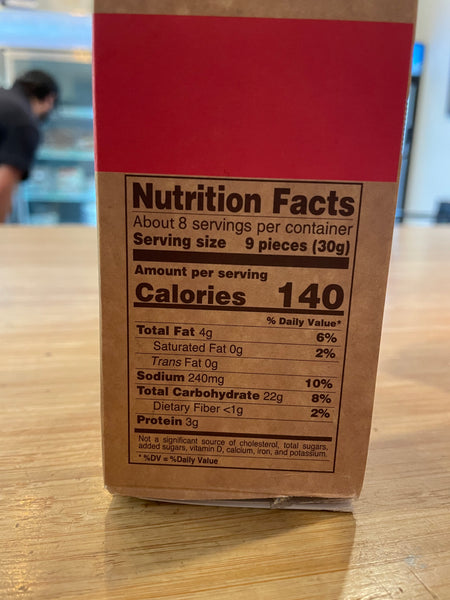 Nutrition Facts
About 8 servings per container
Serving size 9 pieces (30g)
Amount per serving
Calories 140
% Daily Value*
Total Fat 4g 6%
Saturated Fat 0g 2%
Trans Fat 0g
Sodium 240mg 10%
Total Carbohydrate 22g 8%
Dietary Fiber <1g 2%
Protein 3g
Not a significant source of cholesterol, total sugars,
added sugars, vitamin D, calcium, iron, and potassium.
* %DV = %Daily Value